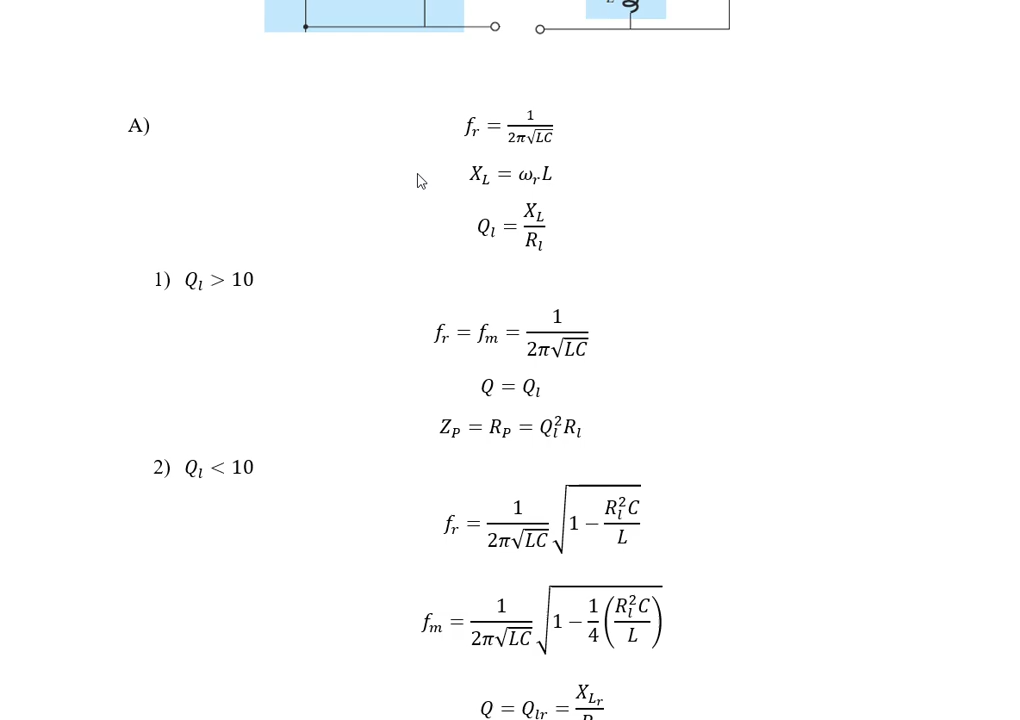 A)
f_r = 1/(2π√LC)
X_L = ω_r L
Q_l = X_L/R_l
1) Q_l > 10
f_r = f_m = 1/(2π√LC)
Q = Q_l
Z_P = R_P = Q_l^2 R_l
2) Q_l < 10
f_r = 1/(2π√LC) √(1 − R_l^2 C/L)
f_m = 1/(2π√LC) √(1 − 1/4 (R_l^2 C/L))
Q = Q_lr = X_Lr